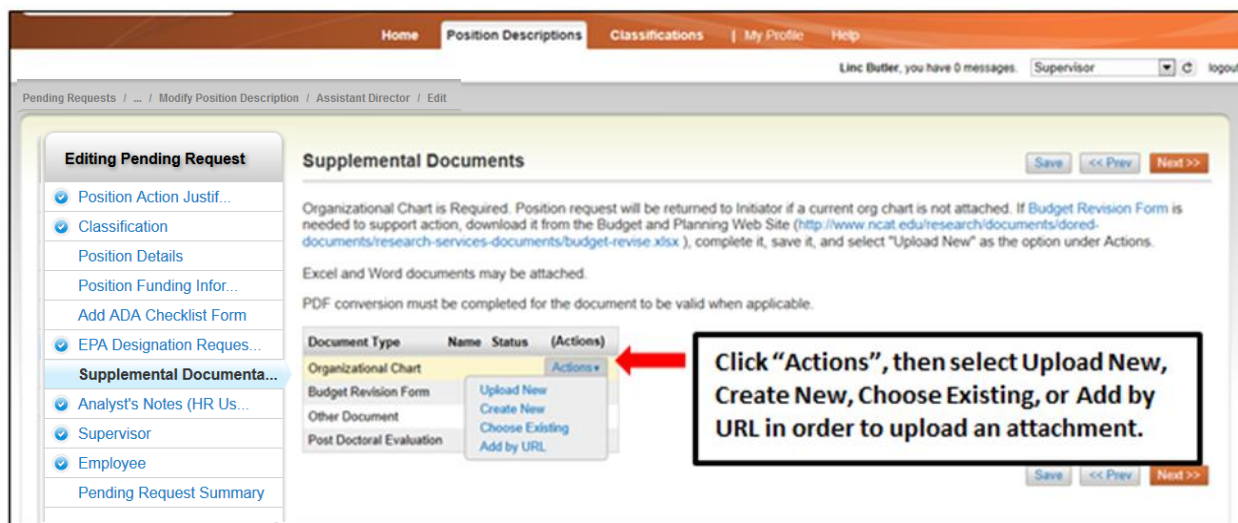 Home Position Descriptions Classifications | My Profile Help
Linc Butler, you have 0 messages. Supervisor logout
Pending Requests / ... / Modify Position Description / Assistant Director / Edit
Editing Pending Request
Position Action Justif...
Classification
Position Details
Position Funding Infor...
Add ADA Checklist Form
EPA Designation Reques...
Supplemental Documenta...
Analyst's Notes (HR Us...
Supervisor
Employee
Pending Request Summary
Supplemental Documents
Save << Prev Next >>
Organizational Chart is Required. Position request will be returned to Initiator if a current org chart is not attached. If Budget Revision Form is
needed to support action, download it from the Budget and Planning Web Site (http://www.ncat.edu/research/documents/dored-
documents/research-services-documents/budget-revise.xlsx ), complete it, save it, and select "Upload New" as the option under Actions.
Excel and Word documents may be attached.
PDF conversion must be completed for the document to be valid when applicable.
Document Type Name Status (Actions)
Organizational Chart Actions
Budget Revision Form
Other Document
Post Doctoral Evaluation
Upload New
Create New
Choose Existing
Add by URL
Click “Actions”, then select Upload New,
Create New, Choose Existing, or Add by
URL in order to upload an attachment.
Save << Prev Next >>